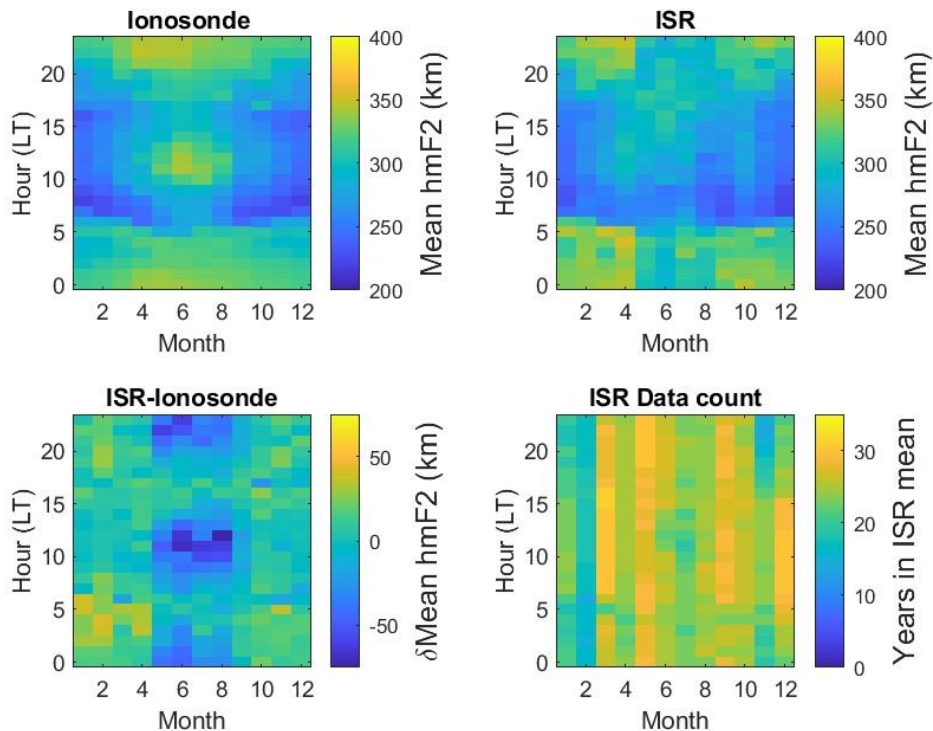 Ionosonde
20
15
10
5
0
Hour (LT)
2 4 6 8 10 12
Month
400
350
300
250
200
Mean hmF2 (km)
ISR
20
15
10
5
0
Hour (LT)
2 4 6 8 10 12
Month
400
350
300
250
200
Mean hmF2 (km)
ISR-Ionosonde
20
15
10
5
0
Hour (LT)
2 4 6 8 10 12
Month
50
0
-50
δMean hmF2 (km)
ISR Data count
20
15
10
5
0
Hour (LT)
2 4 6 8 10 12
Month
30
20
10
0
Years in ISR mean